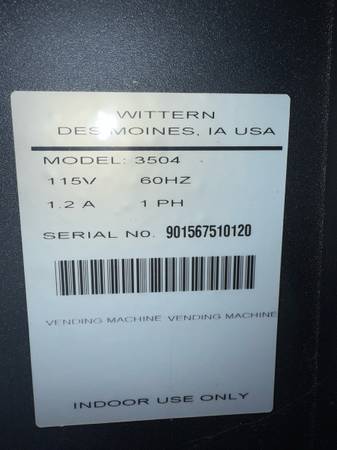 WITTERN
DES MOINES, IA USA
MODEL: 3504
115V 60HZ
1.2 A 1 PH
SERIAL NO. 901567510120
VENDING MACHINE VENDING MACHINE
INDOOR USE ONLY